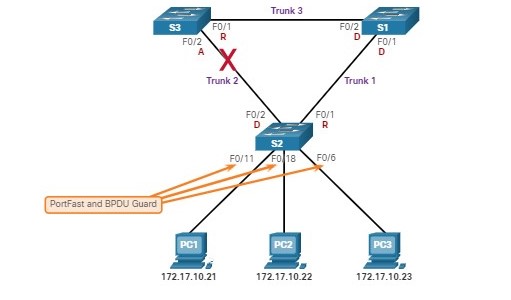 Trunk 3
S3
F0/1
R
F0/2
D
S1
F0/2
A
F0/1
D
Trunk 2
Trunk 1
F0/2
D
F0/1
R
S2
F0/11
F0/18
F0/6
PortFast and BPDU Guard
PC1
PC2
PC3
172.17.10.21
172.17.10.22
172.17.10.23